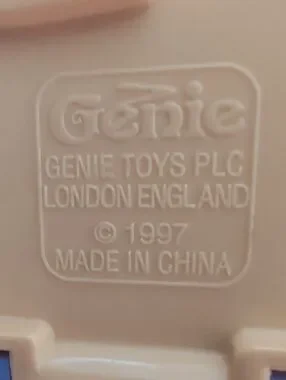 Genie
GENIE TOYS PLC
LONDON ENGLAND
© 1997
MADE IN CHINA